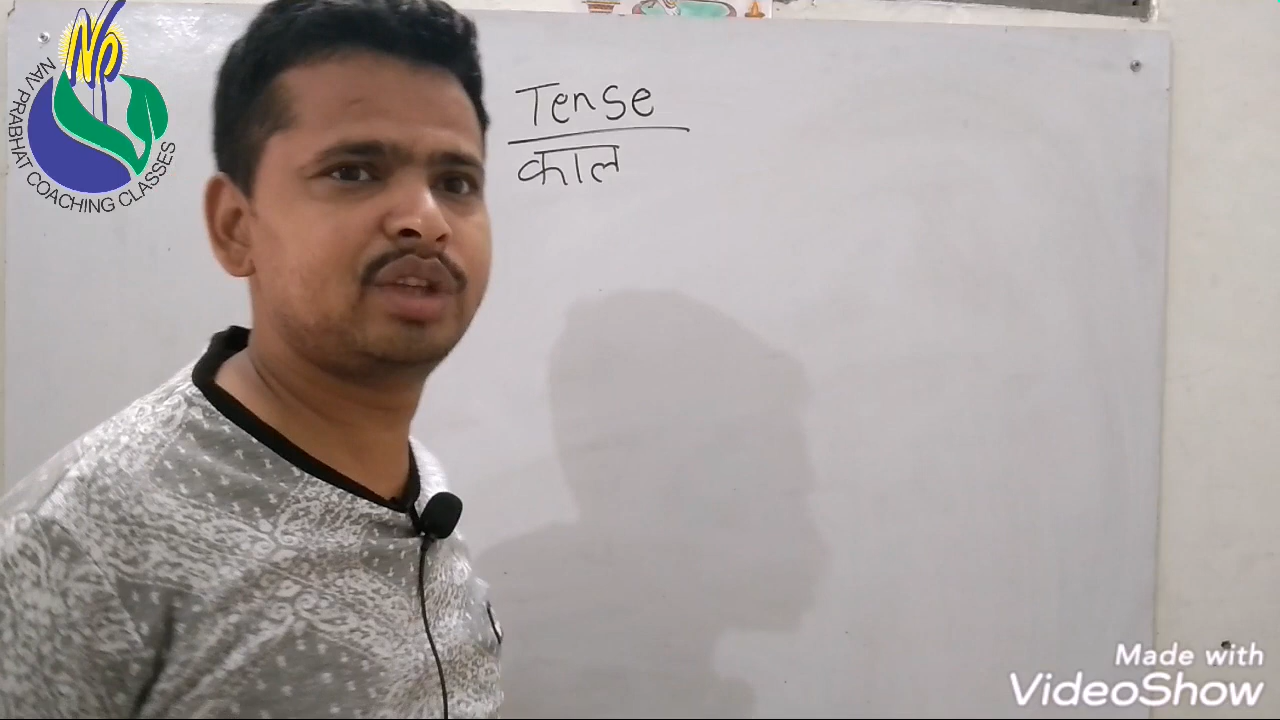 NP
NAV PRABHAT COACHING CLASSES
Tense
काल
Made with
VideoShow